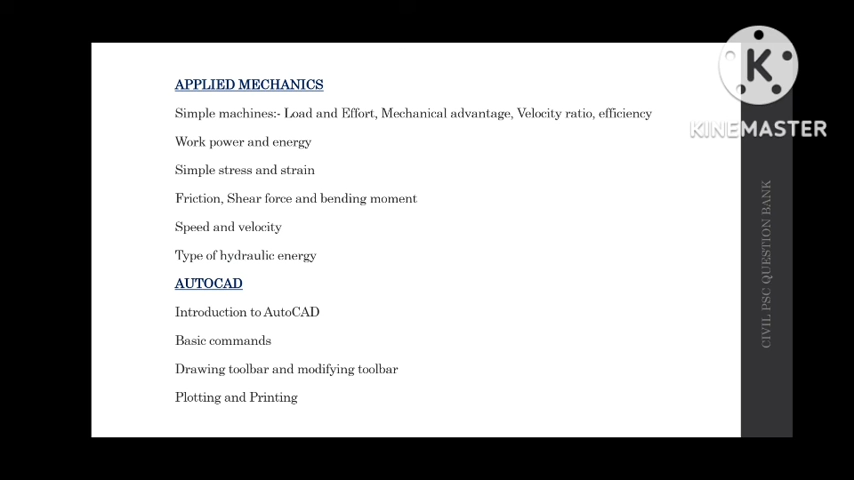 APPLIED MECHANICS
Simple machines:- Load and Effort, Mechanical advantage, Velocity ratio, efficiency
Work power and energy
Simple stress and strain
Friction, Shear force and bending moment
Speed and velocity
Type of hydraulic energy
AUTOCAD
Introduction to AutoCAD
Basic commands
Drawing toolbar and modifying toolbar
Plotting and Printing
K
KINEMASTER
CIVIL PSC QUESTION BANK